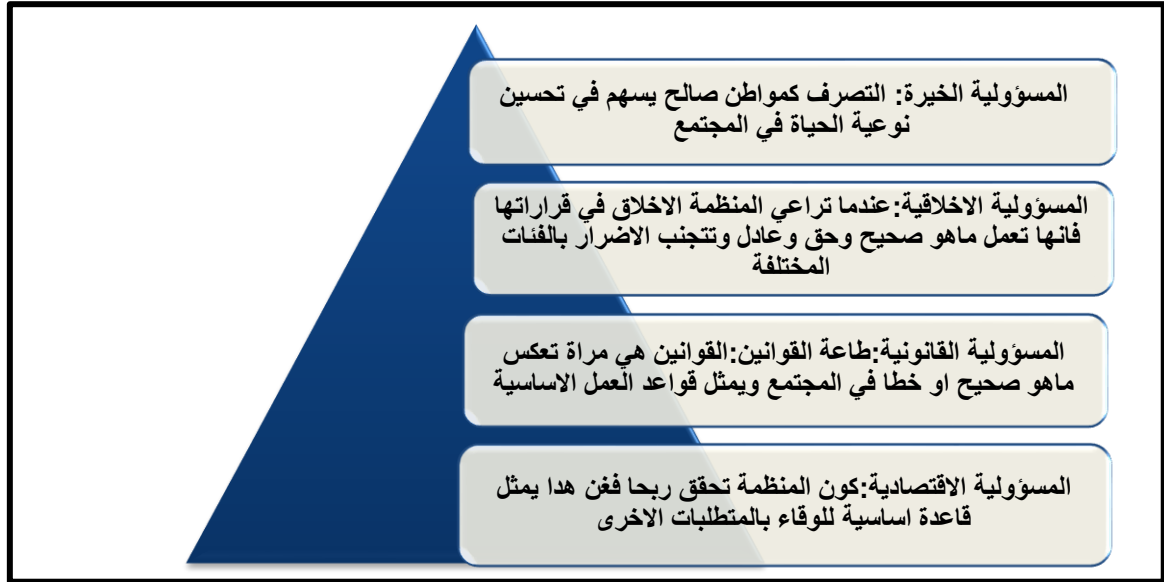 المسؤولية الخيرة: التصرف كمواطن صالح يسهم في تحسين
نوعية الحياة في المجتمع
المسؤولية الاخلاقية:عندما تراعي المنظمة الاخلاق في قراراتها
فانها تعمل ماهو صحيح وحق وعادل وتتجنب الاضرار بالفئات
المختلفة
المسؤولية القانونية:طاعة القوانين:القوانين هي مراة تعكس
ماهو صحيح او خطا في المجتمع ويمثل قواعد العمل الاساسية
المسؤولية الاقتصادية:كون المنظمة تحقق ربحا فغن هدا يمثل
قاعدة اساسية للوقاء بالمتطلبات الاخرى